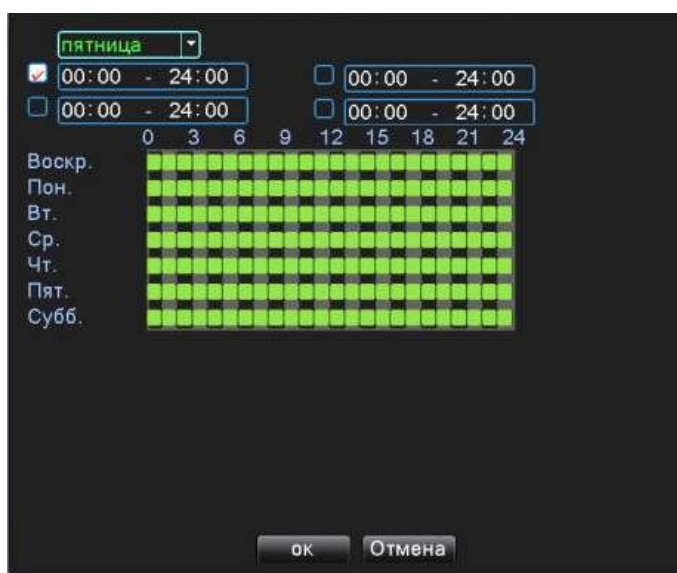 пятница
00:00 - 24:00 00:00 - 24:00
00:00 - 24:00 00:00 - 24:00
0 3 6 9 12 15 18 21 24
Воскр.
Пон.
Вт.
Ср.
Чт.
Пят.
Субб.
ок Отмена